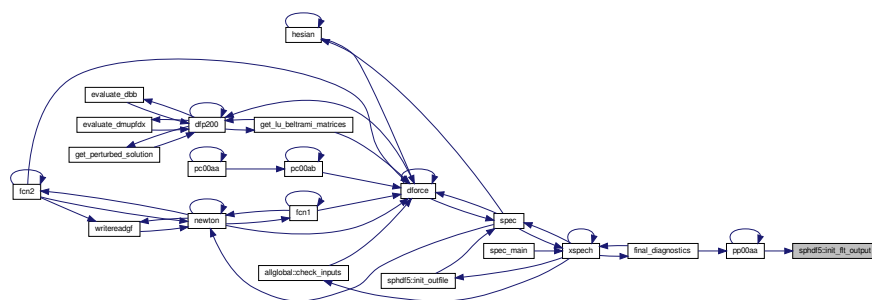 hesian
evaluate_dbb
evaluate_dmupfdx
dfp200
get_lu_beltrami_matrices
get_perturbed_solution
pc00aa
pc00ab
fcn2
dforce
fcn1
newton
spec
writereadgf
spec_main
xspech
final_diagnostics
pp00aa
sphdf5::init_flt_output
allglobal::check_inputs
sphdf5::init_outfile